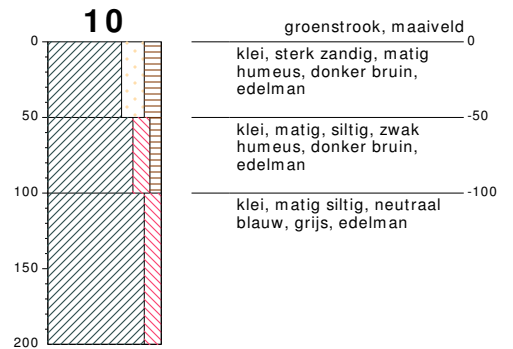 10
groenstrook, maaiveld
0
0
klei, sterk zandig, matig
humeus, donker bruin,
edelman
50
-50
klei, matig, siltig, zwak
humeus, donker bruin,
edelman
100
-100
klei, matig siltig, neutraal
blauw, grijs, edelman
150
200